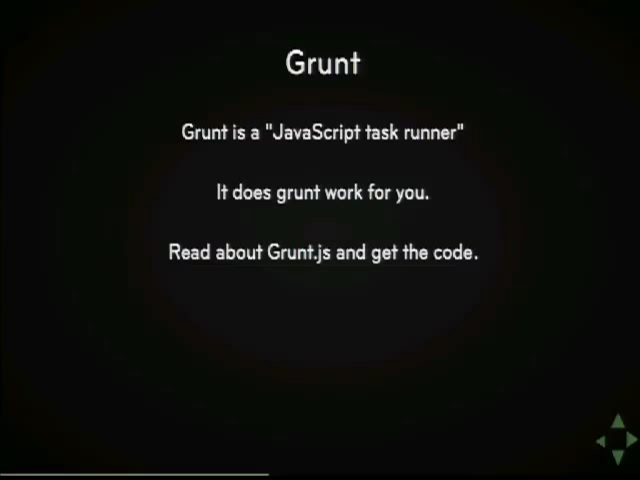 Grunt
Grunt is a "JavaScript task runner"
It does grunt work for you.
Read about Grunt.js and get the code.